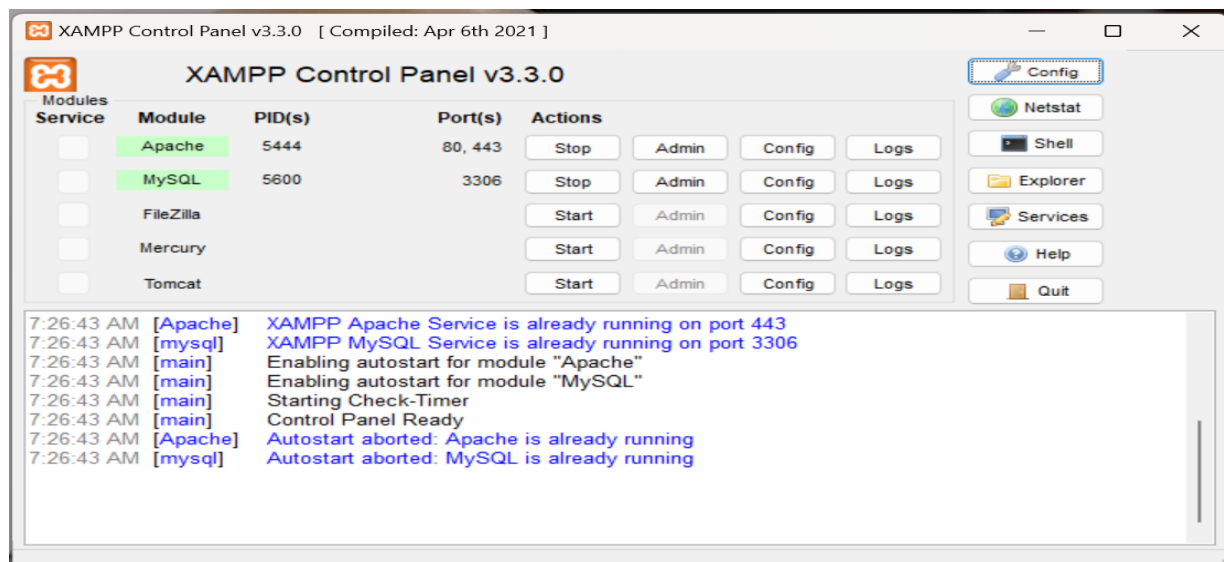 XAMPP Control Panel v3.3.0 [ Compiled: Apr 6th 2021 ]
XAMPP Control Panel v3.3.0
Config
Modules
Netstat
Service Module PID(s) Port(s) Actions
Apache 5444 80, 443 Stop Admin Config Logs
Shell
MySQL 5600 3306 Stop Admin Config Logs
Explorer
FileZilla Start Admin Config Logs
Services
Mercury Start Admin Config Logs
Help
Tomcat Start Admin Config Logs
Quit
7:26:43 AM [Apache] XAMPP Apache Service is already running on port 443
7:26:43 AM [mysql] XAMPP MySQL Service is already running on port 3306
7:26:43 AM [main] Enabling autostart for module "Apache"
7:26:43 AM [main] Enabling autostart for module "MySQL"
7:26:43 AM [main] Starting Check-Timer
7:26:43 AM [main] Control Panel Ready
7:26:43 AM [Apache] Autostart aborted: Apache is already running
7:26:43 AM [mysql] Autostart aborted: MySQL is already running